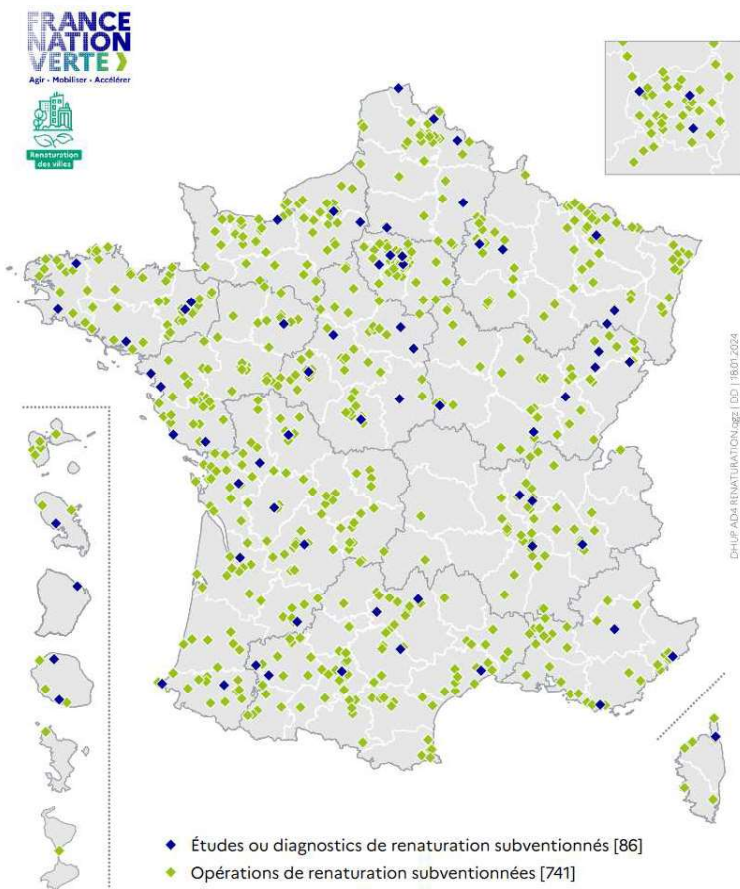 FRANCE
NATION
VERTE
Agir • Mobiliser • Accélérer
Renaturation
des villes
DHUP AD4 RENATURATION.qgz | DD | 18.01.2024
Études ou diagnostics de renaturation subventionnés [86]
Opérations de renaturation subventionnées [741]